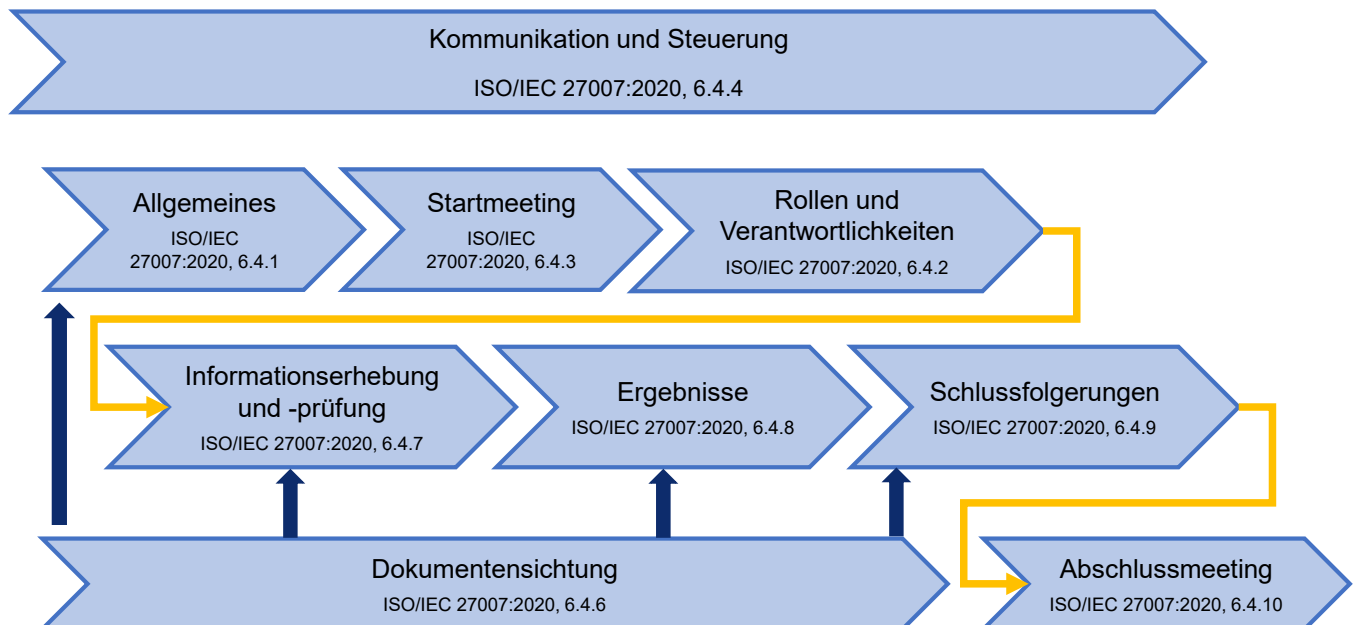 Kommunikation und Steuerung
ISO/IEC 27007:2020, 6.4.4
Allgemeines
ISO/IEC
27007:2020, 6.4.1
Startmeeting
ISO/IEC
27007:2020, 6.4.3
Rollen und
Verantwortlichkeiten
ISO/IEC 27007:2020, 6.4.2
Informationserhebung
und -prüfung
ISO/IEC 27007:2020, 6.4.7
Ergebnisse
ISO/IEC 27007:2020, 6.4.8
Schlussfolgerungen
ISO/IEC 27007:2020, 6.4.9
Dokumentensichtung
ISO/IEC 27007:2020, 6.4.6
Abschlussmeeting
ISO/IEC 27007:2020, 6.4.10